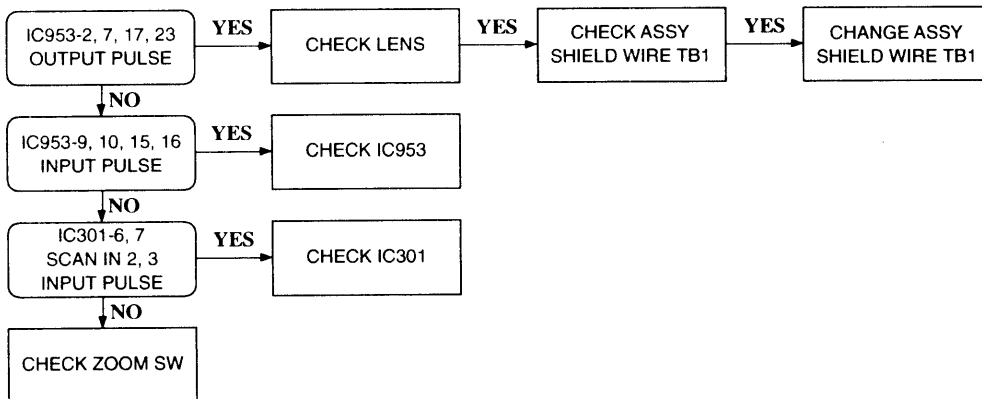 IC953-2, 7, 17, 23
OUTPUT PULSE
YES
CHECK LENS
YES
CHECK ASSY
SHIELD WIRE TB1
YES
CHANGE ASSY
SHIELD WIRE TB1
NO
IC953-9, 10, 15, 16
INPUT PULSE
YES
CHECK IC953
NO
IC301-6, 7
SCAN IN 2, 3
INPUT PULSE
YES
CHECK IC301
NO
CHECK ZOOM SW